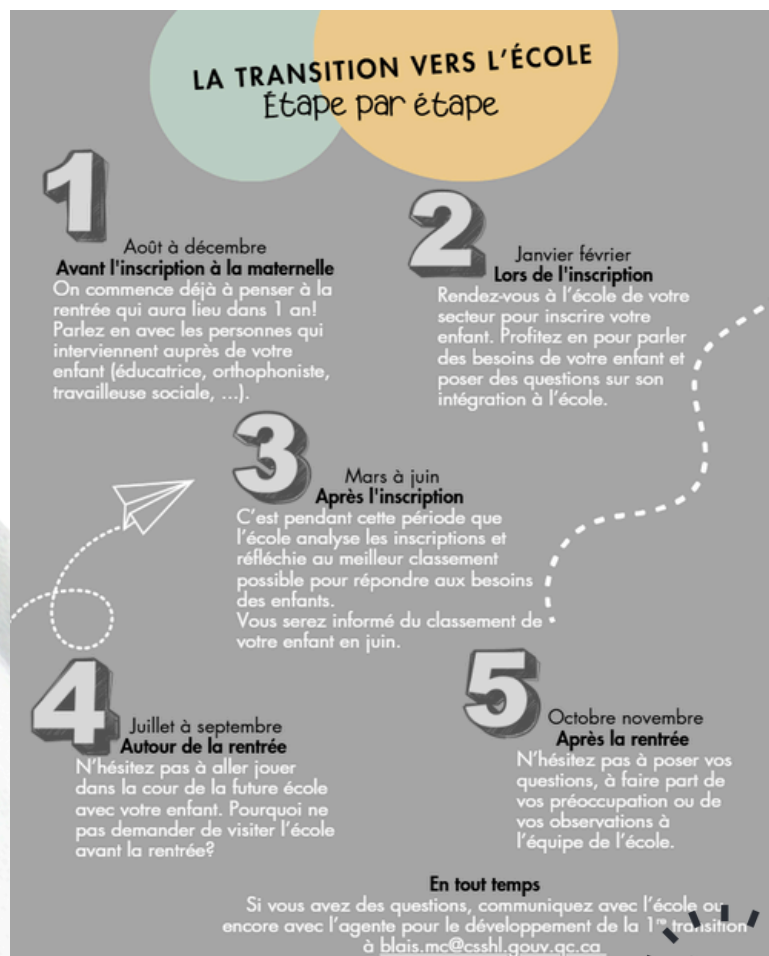 LA TRANSITION VERS L'ÉCOLE
Étape par étape
1
Août à décembre
Avant l'inscription à la maternelle
On commence déjà à penser à la
rentrée qui aura lieu dans 1 an!
Parlez en avec les personnes qui
interviennent auprès de votre
enfant (éducatrice, orthophoniste,
travailleuse sociale, ...).
2
Janvier février
Lors de l'inscription
Rendez-vous à l'école de votre
secteur pour inscrire votre
enfant. Profitez en pour parler
des besoins de votre enfant et
poser des questions sur son
intégration à l'école.
3
Mars à juin
Après l'inscription
C'est pendant cette période que
l'école analyse les inscriptions et
réfléchie au meilleur classement
possible pour répondre aux besoins
des enfants.
Vous serez informé du classement de
votre enfant en juin.
4
Juillet à septembre
Autour de la rentrée
N'hésitez pas à aller jouer
dans la cour de la future école
avec votre enfant. Pourquoi ne
pas demander de visiter l'école
avant la rentrée?
5
Octobre novembre
Après la rentrée
N'hésitez pas à poser vos
questions, à faire part de
vos préoccupation ou de
vos observations à
l'équipe de l'école.
En tout temps
Si vous avez des questions, communiquez avec l'école ou
encore avec l'agente pour le développement de la 1re transition
à blais.mc@csshl.gouv.qc.ca